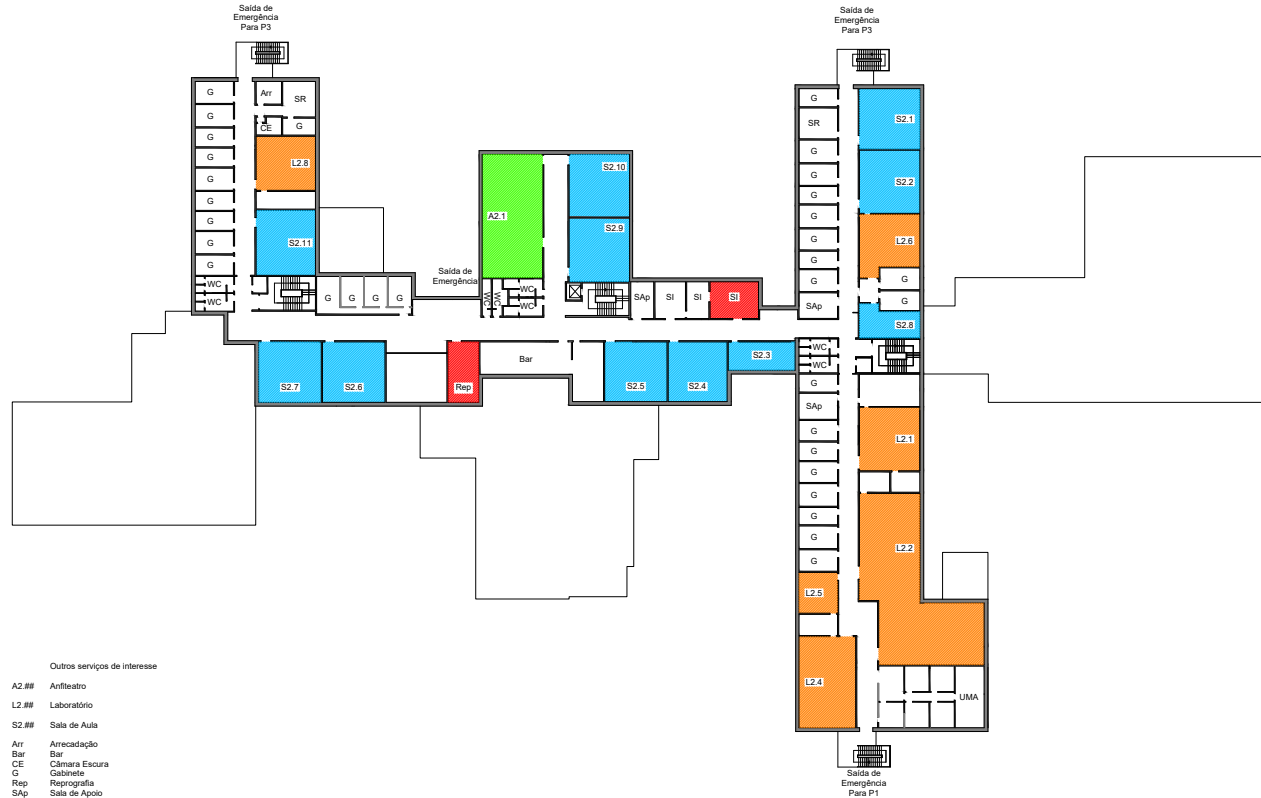 Saída de
Emergência
Para P3
Saída de
Emergência
Para P3
G
Arr
SR
G
CE
G
G
G
L2.8
G
G
G
S2.11
G
G
WC
WC
G
G
G
G
Saída de
Emergência
A2.1
S2.10
S2.9
WC
WC
WC
WC
SAp
SI
SI
SI
G
SR
G
G
G
G
G
G
G
SAp
S2.1
S2.2
L2.6
G
G
S2.8
S2.7
S2.6
Rep
Bar
S2.5
S2.4
S2.3
WC
WC
G
SAp
G
G
G
G
G
G
G
L2.1
L2.2
L2.5
L2.4
UMA
Saída de
Emergência
Para P1
Outros serviços de interesse
A2.## Anfiteatro
L2.## Laboratório
S2.## Sala de Aula
Arr Arrecadação
Bar Bar
CE Câmara Escura
G Gabinete
Rep Reprografia
SAp Sala de Apoio